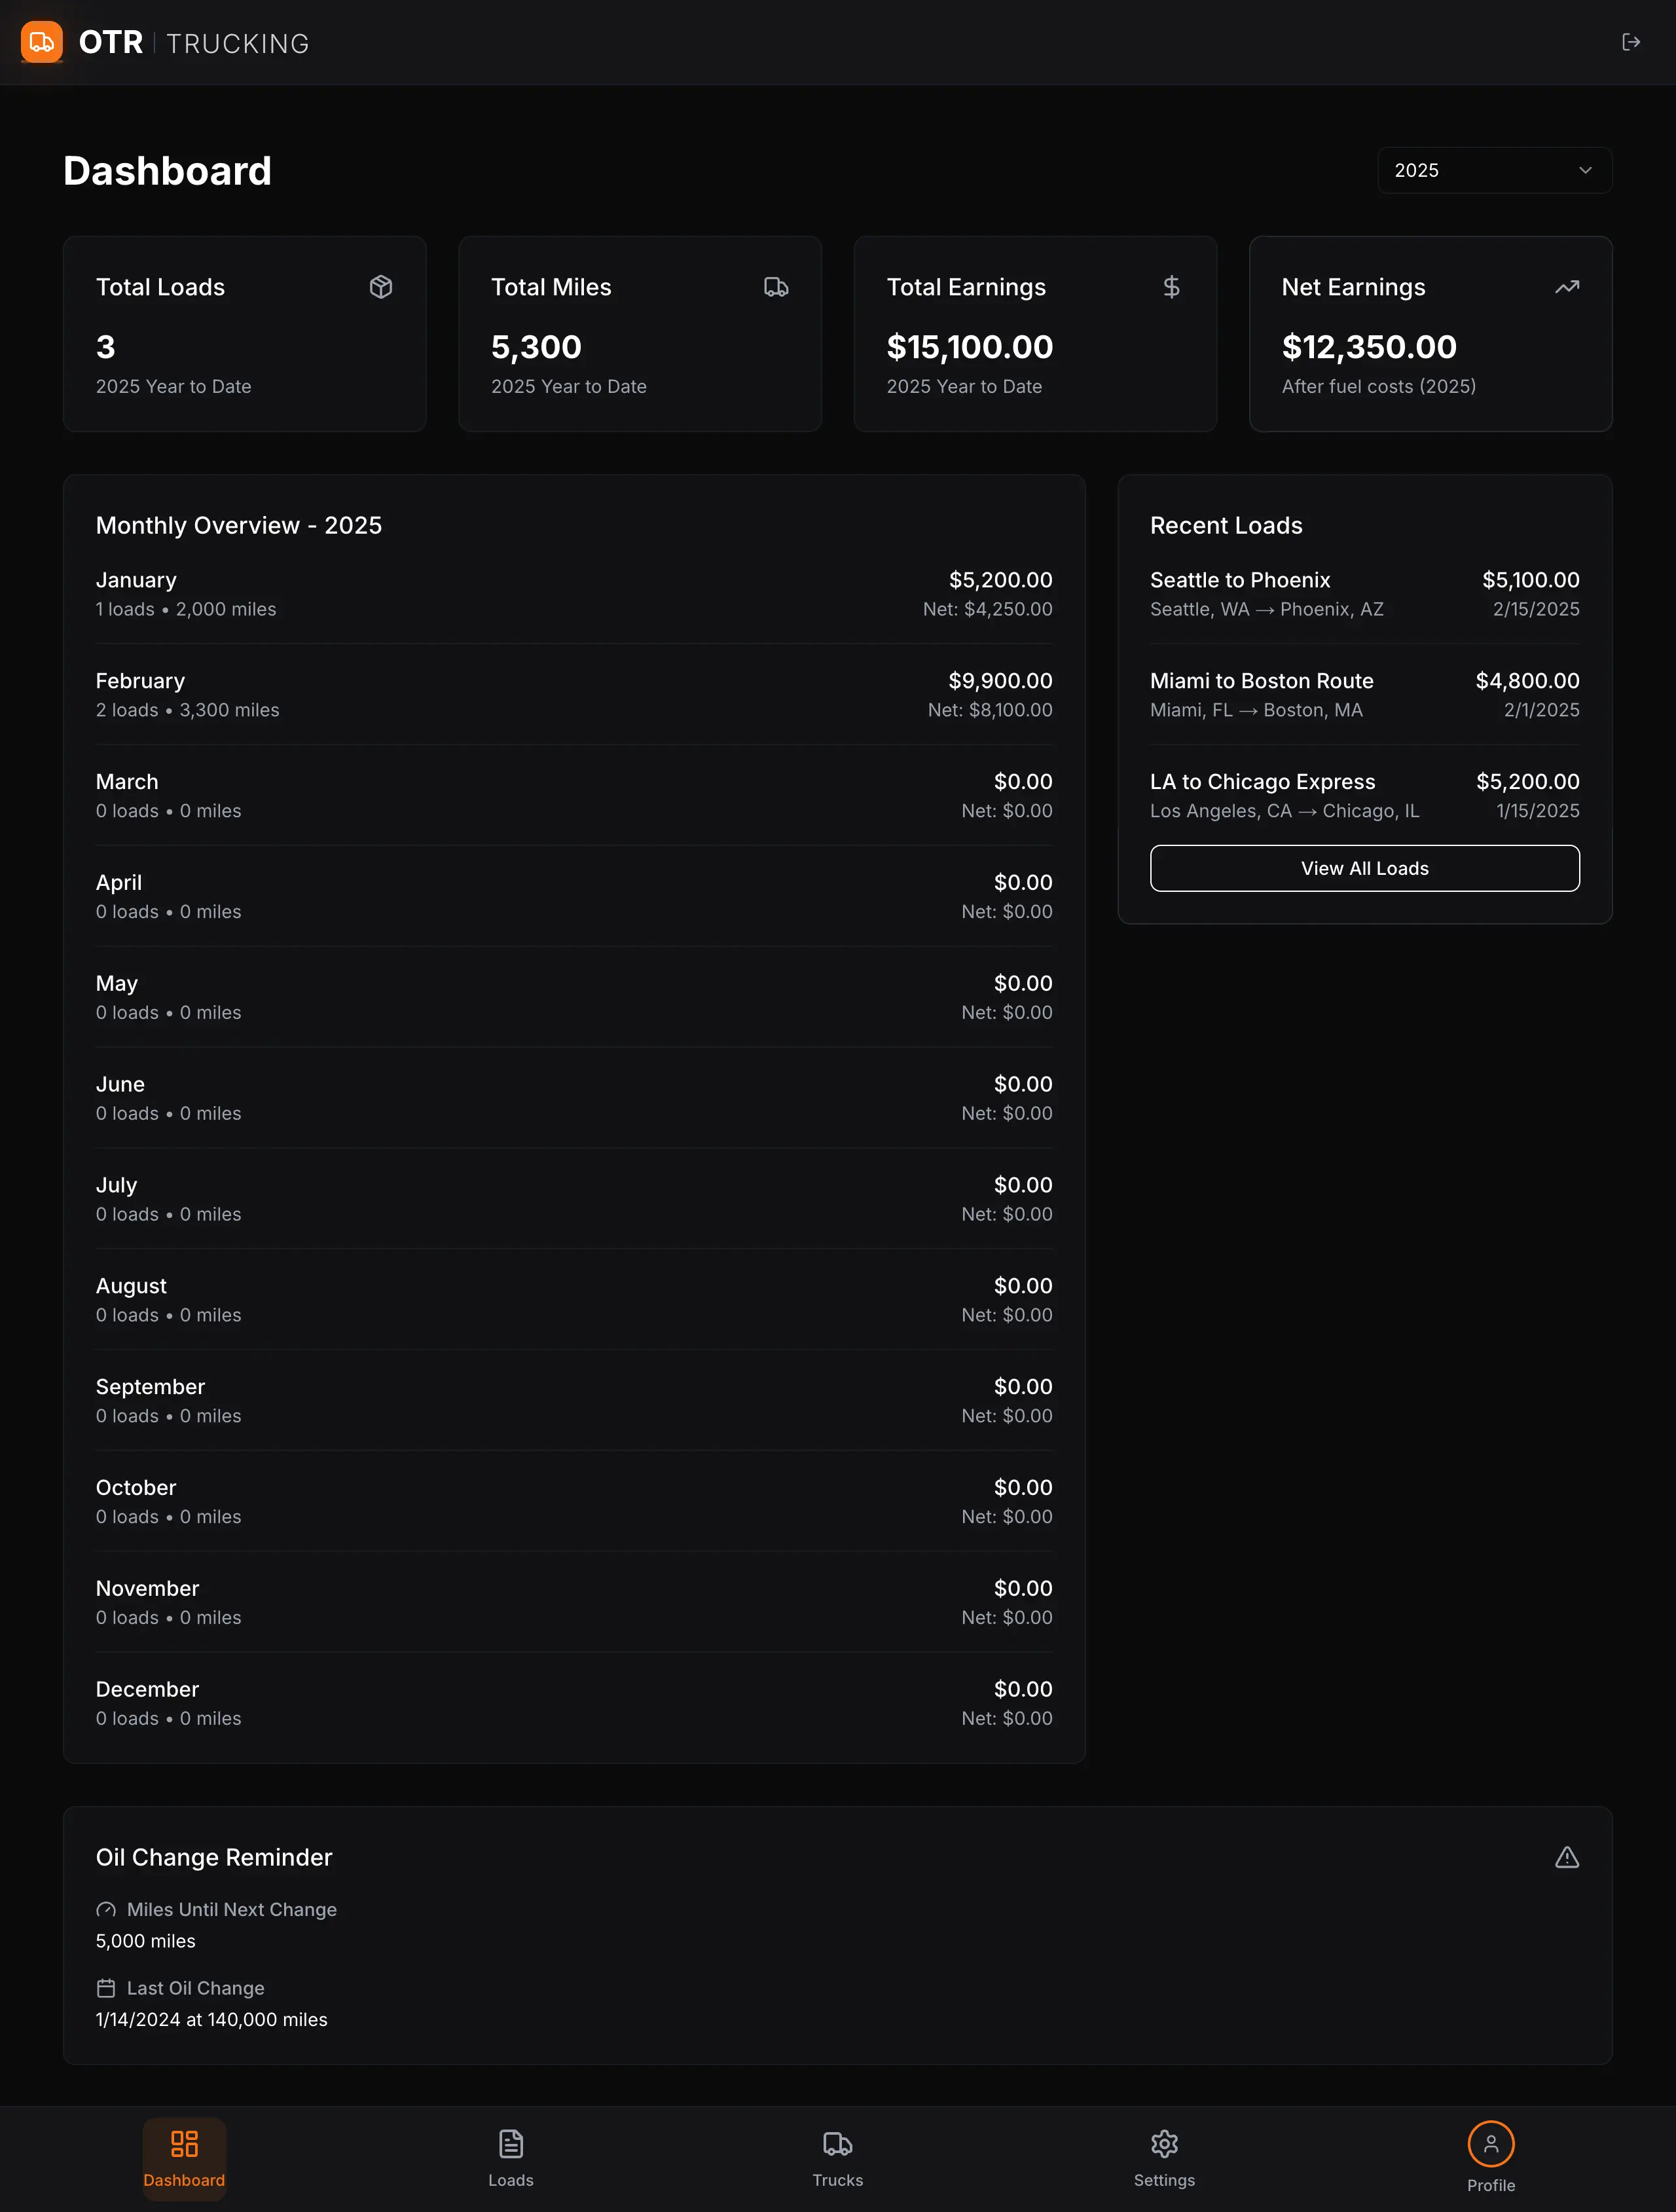 OTR TRUCKING
Dashboard
2025
Total Loads
3
2025 Year to Date
Total Miles
5,300
2025 Year to Date
Total Earnings
$15,100.00
2025 Year to Date
Net Earnings
$12,350.00
After fuel costs (2025)
Monthly Overview - 2025
January $5,200.00
1 loads • 2,000 miles Net: $4,250.00
February $9,900.00
2 loads • 3,300 miles Net: $8,100.00
March $0.00
0 loads • 0 miles Net: $0.00
April $0.00
0 loads • 0 miles Net: $0.00
May $0.00
0 loads • 0 miles Net: $0.00
June $0.00
0 loads • 0 miles Net: $0.00
July $0.00
0 loads • 0 miles Net: $0.00
August $0.00
0 loads • 0 miles Net: $0.00
September $0.00
0 loads • 0 miles Net: $0.00
October $0.00
0 loads • 0 miles Net: $0.00
November $0.00
0 loads • 0 miles Net: $0.00
December $0.00
0 loads • 0 miles Net: $0.00
Recent Loads
Seattle to Phoenix $5,100.00
Seattle, WA → Phoenix, AZ 2/15/2025
Miami to Boston Route $4,800.00
Miami, FL → Boston, MA 2/1/2025
LA to Chicago Express $5,200.00
Los Angeles, CA → Chicago, IL 1/15/2025
View All Loads
Oil Change Reminder
Miles Until Next Change
5,000 miles
Last Oil Change
1/14/2024 at 140,000 miles
Dashboard
Loads
Trucks
Settings
Profile